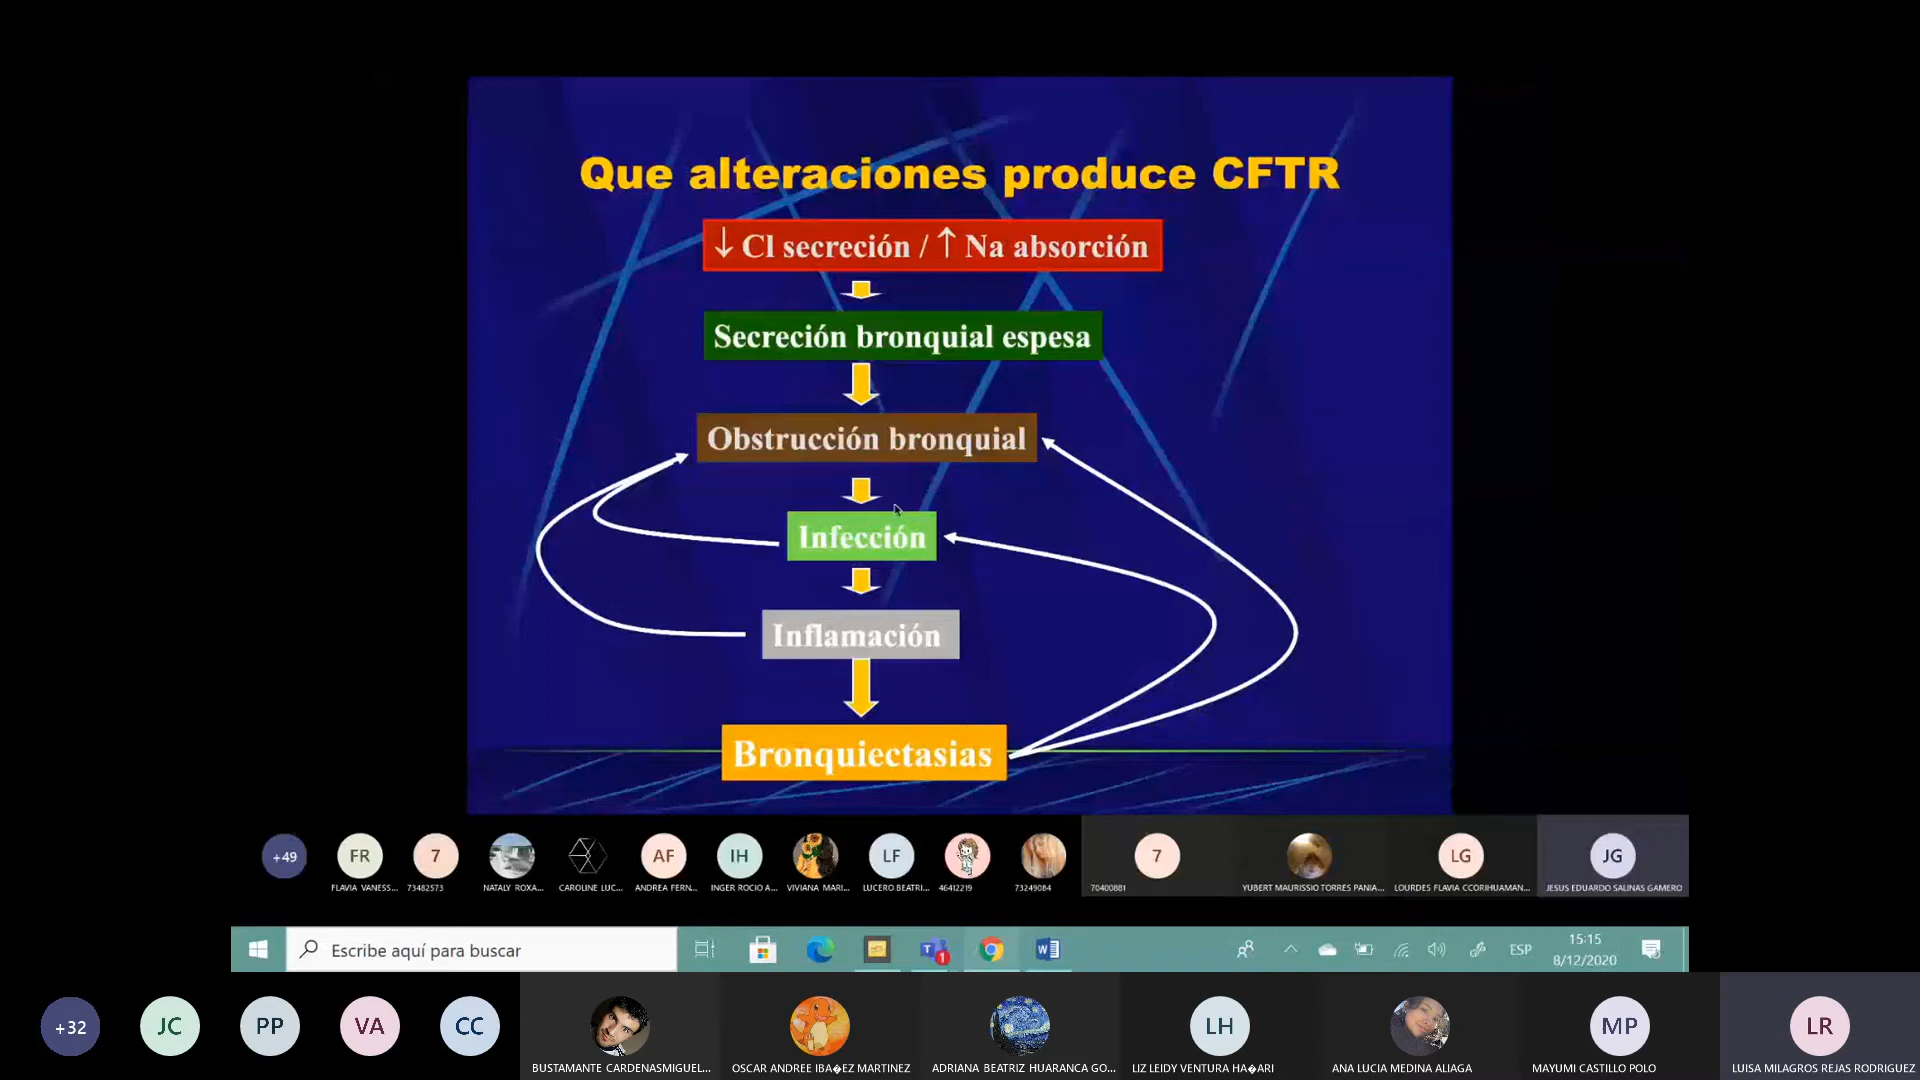 Que alteraciones produce CFTR
↓ Cl secreción / ↑ Na absorción
Secreción bronquial espesa
Obstrucción bronquial
Infección
Inflamación
Bronquiectasias
+49
FR
7
AF
IH
LF
7
LG
JG
FLAVIA VANESS...
73482573
NATALY ROXA...
CAROLINE LUC...
ANDREA FERN...
INGER ROCIO A...
VIVIANA MARI...
LUCERO BEATRI...
46412219
73249084
70400881
YUBERT MAURISSIO TORRES PANIA...
LOURDES FLAVIA CCORIHUAMAN...
JESUS EDUARDO SALINAS GAMERO
Escribe aquí para buscar
1
ESP
15:15
8/12/2020
+32
JC
PP
VA
CC
LH
MP
LR
BUSTAMANTE CARDENASMIGUEL...
OSCAR ANDREE IBA�EZ MARTINEZ
ADRIANA BEATRIZ HUARANCA GO...
LIZ LEIDY VENTURA HA�ARI
ANA LUCIA MEDINA ALIAGA
MAYUMI CASTILLO POLO
LUISA MILAGROS REJAS RODRIGUEZ